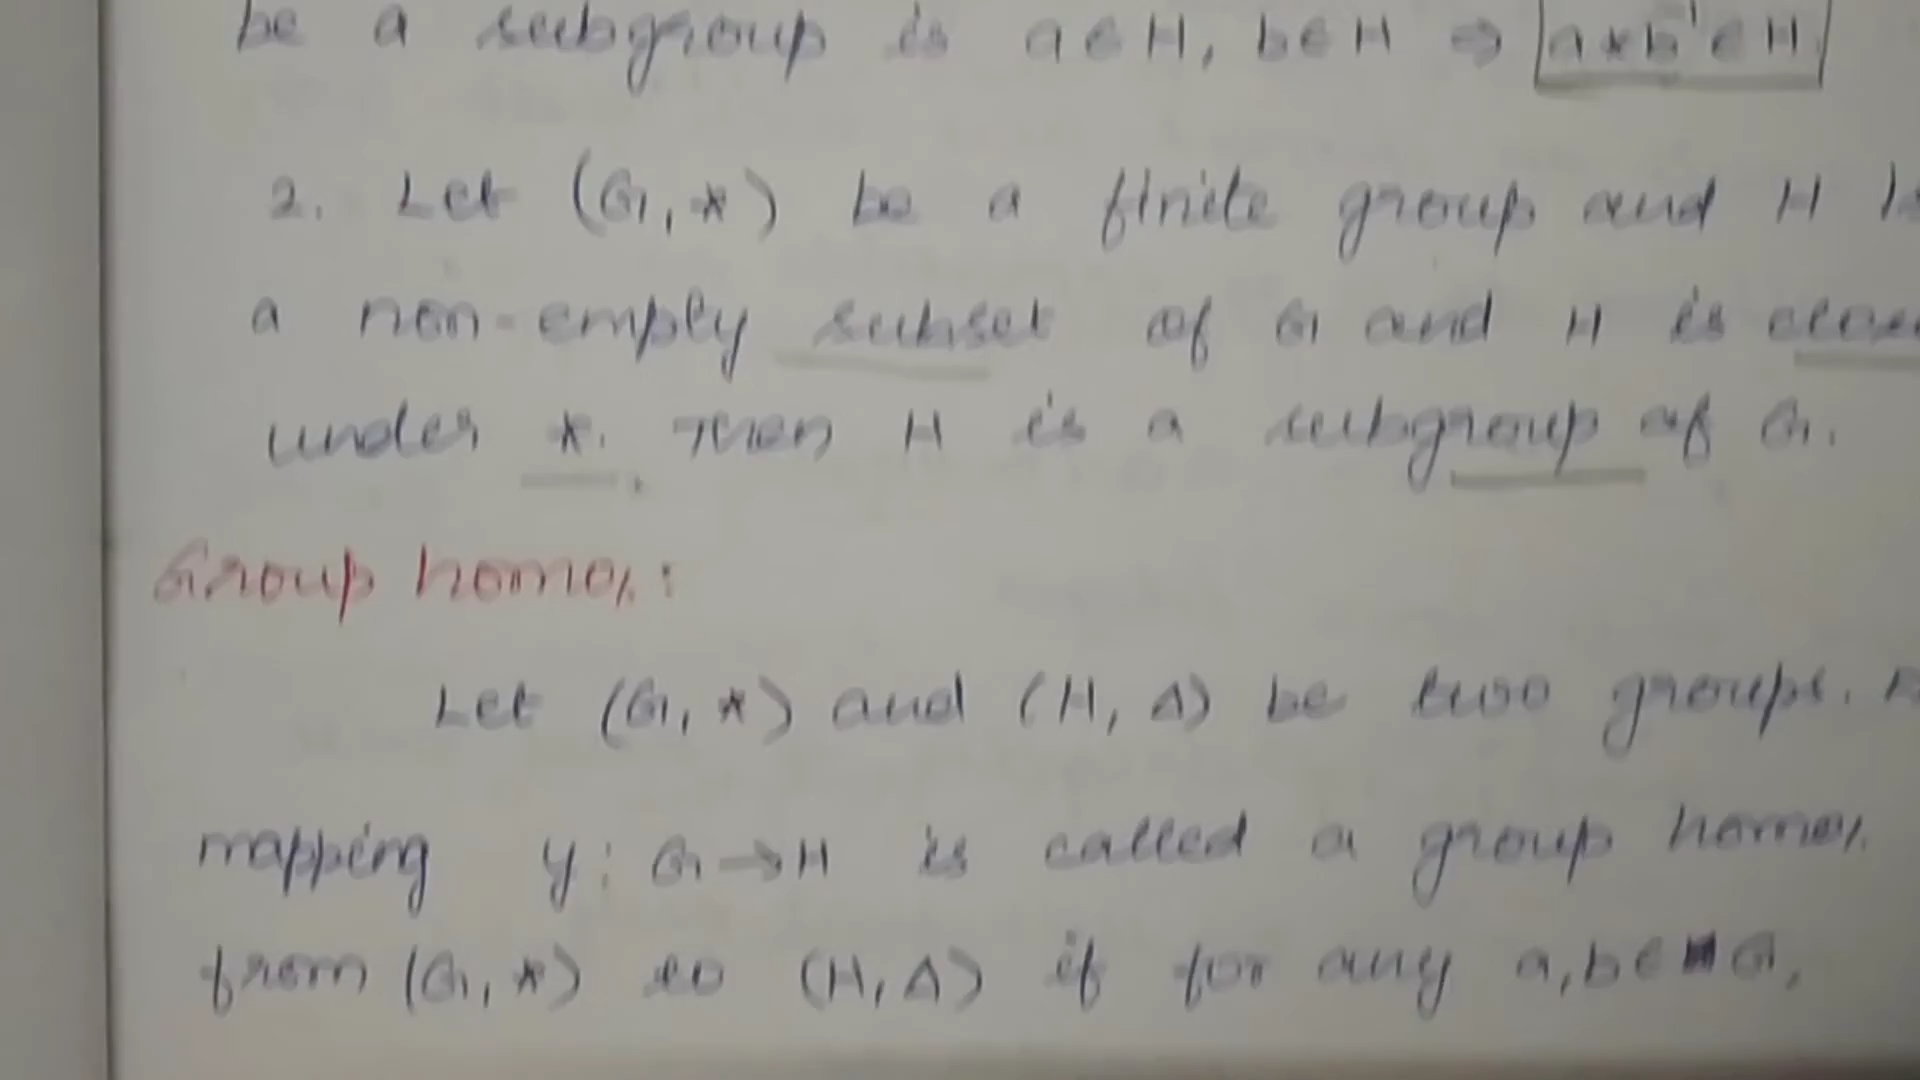 be a subgroup is a ∈ H, b ∈ H ⇒ a * b⁻¹ ∈ H
2. Let (G, *) be a finite group and H is
a non-empty subset of G and H is
under *. Then H is a subgroup of G.
Group homo/.:
Let (G, *) and (H, Δ) be two groups.
mapping y: G → H is called a group homo/.
from (G, *) to (H, Δ) if for any a, b ∈ G,